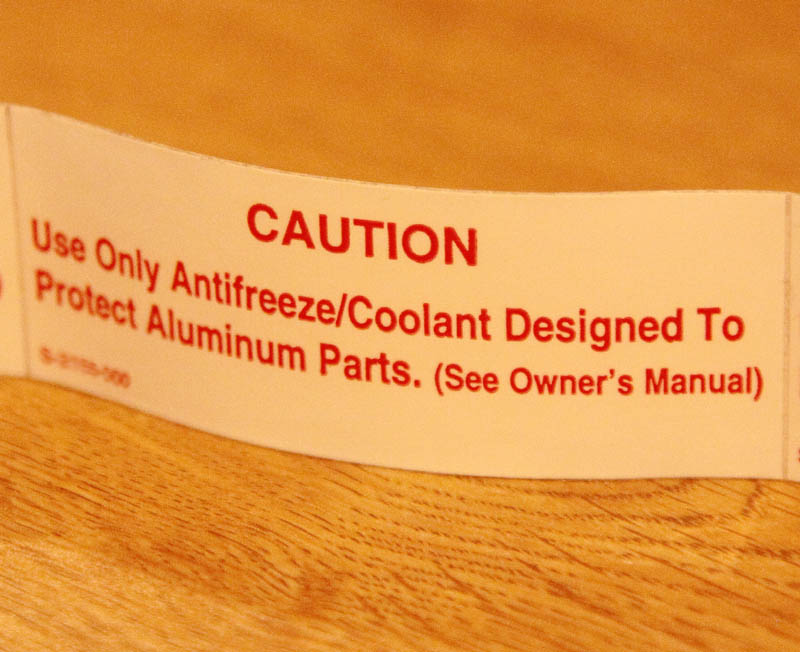 CAUTION
Use Only Antifreeze/Coolant Designed To
Protect Aluminum Parts. (See Owner's Manual)